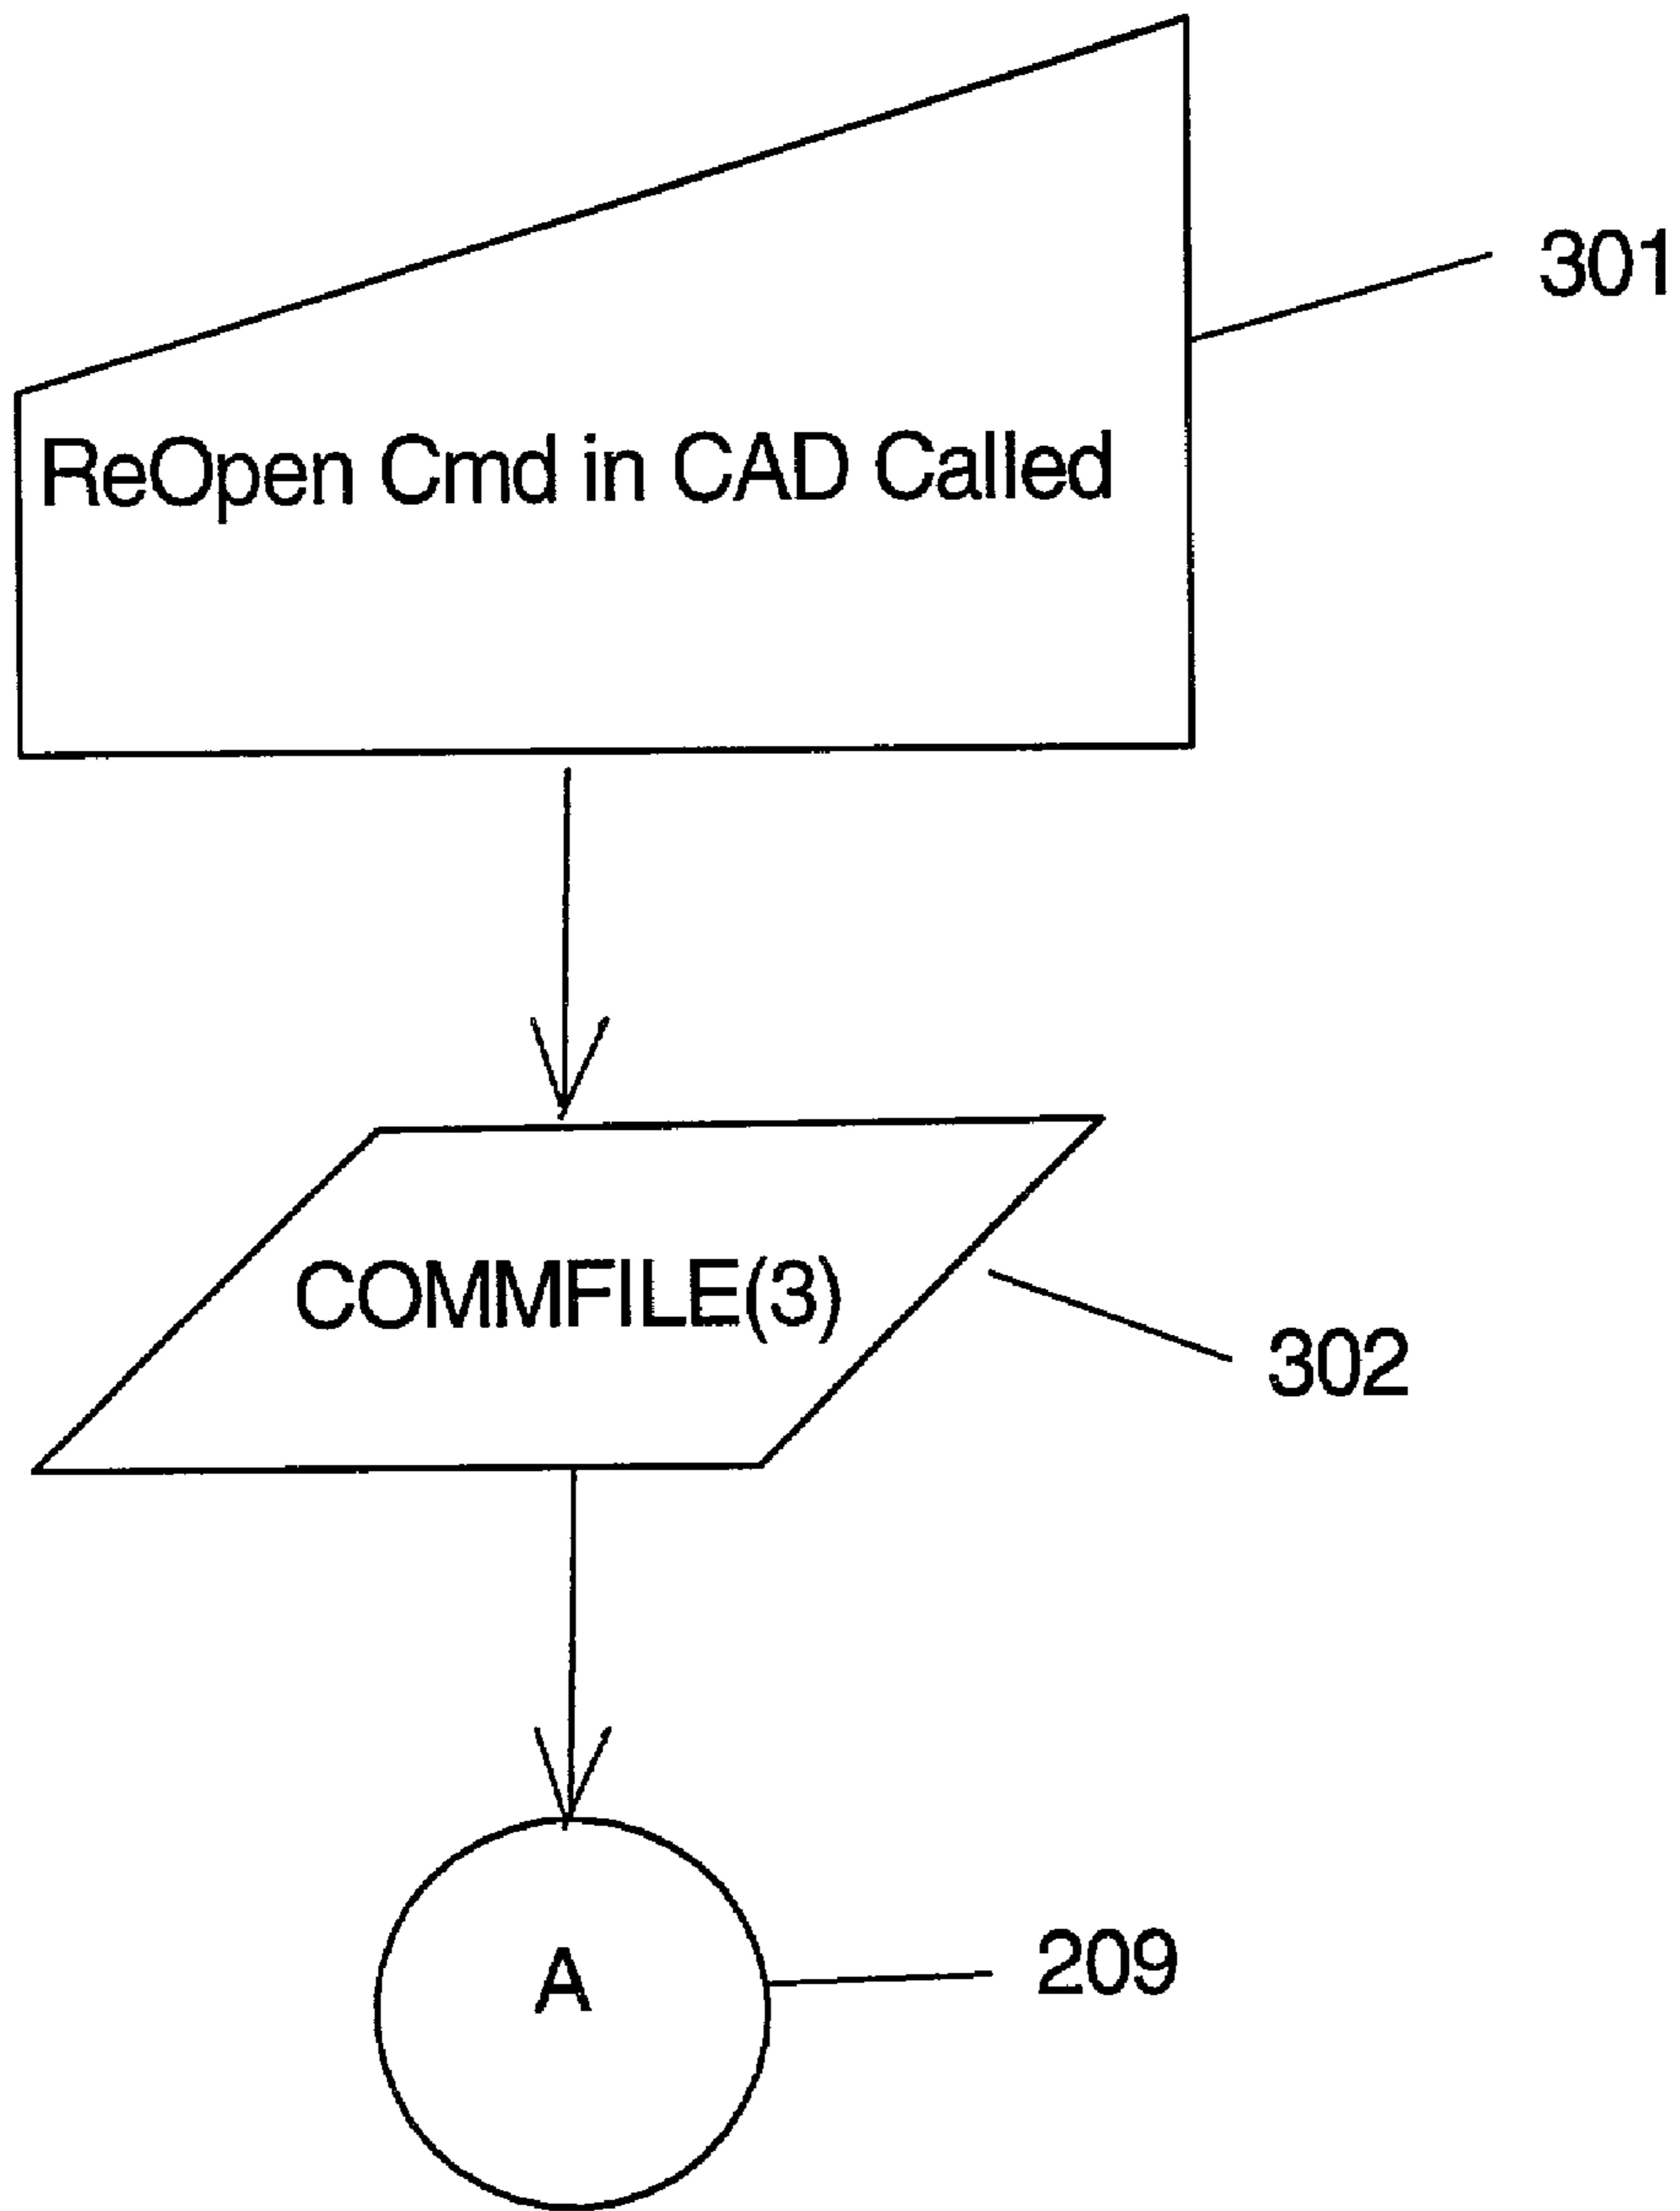 301
ReOpen Cmd in CAD Called
COMMFILE(3)
302
A
209